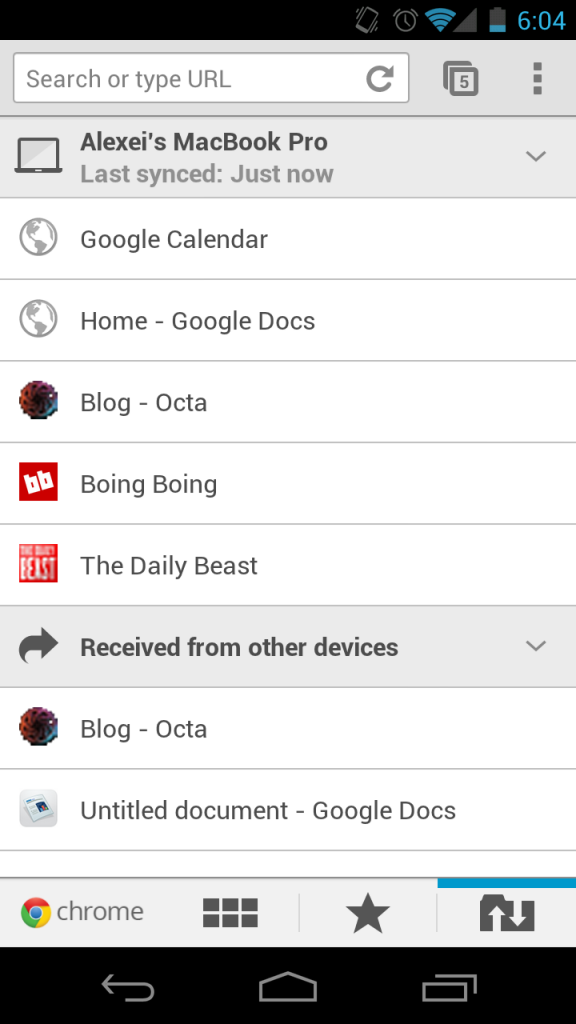 6:04
Search or type URL
5
Alexei's MacBook Pro
Last synced: Just now
Google Calendar
Home - Google Docs
Blog - Octa
bb
Boing Boing
THE DAILY
BEAST
The Daily Beast
Received from other devices
Blog - Octa
Untitled document - Google Docs
chrome